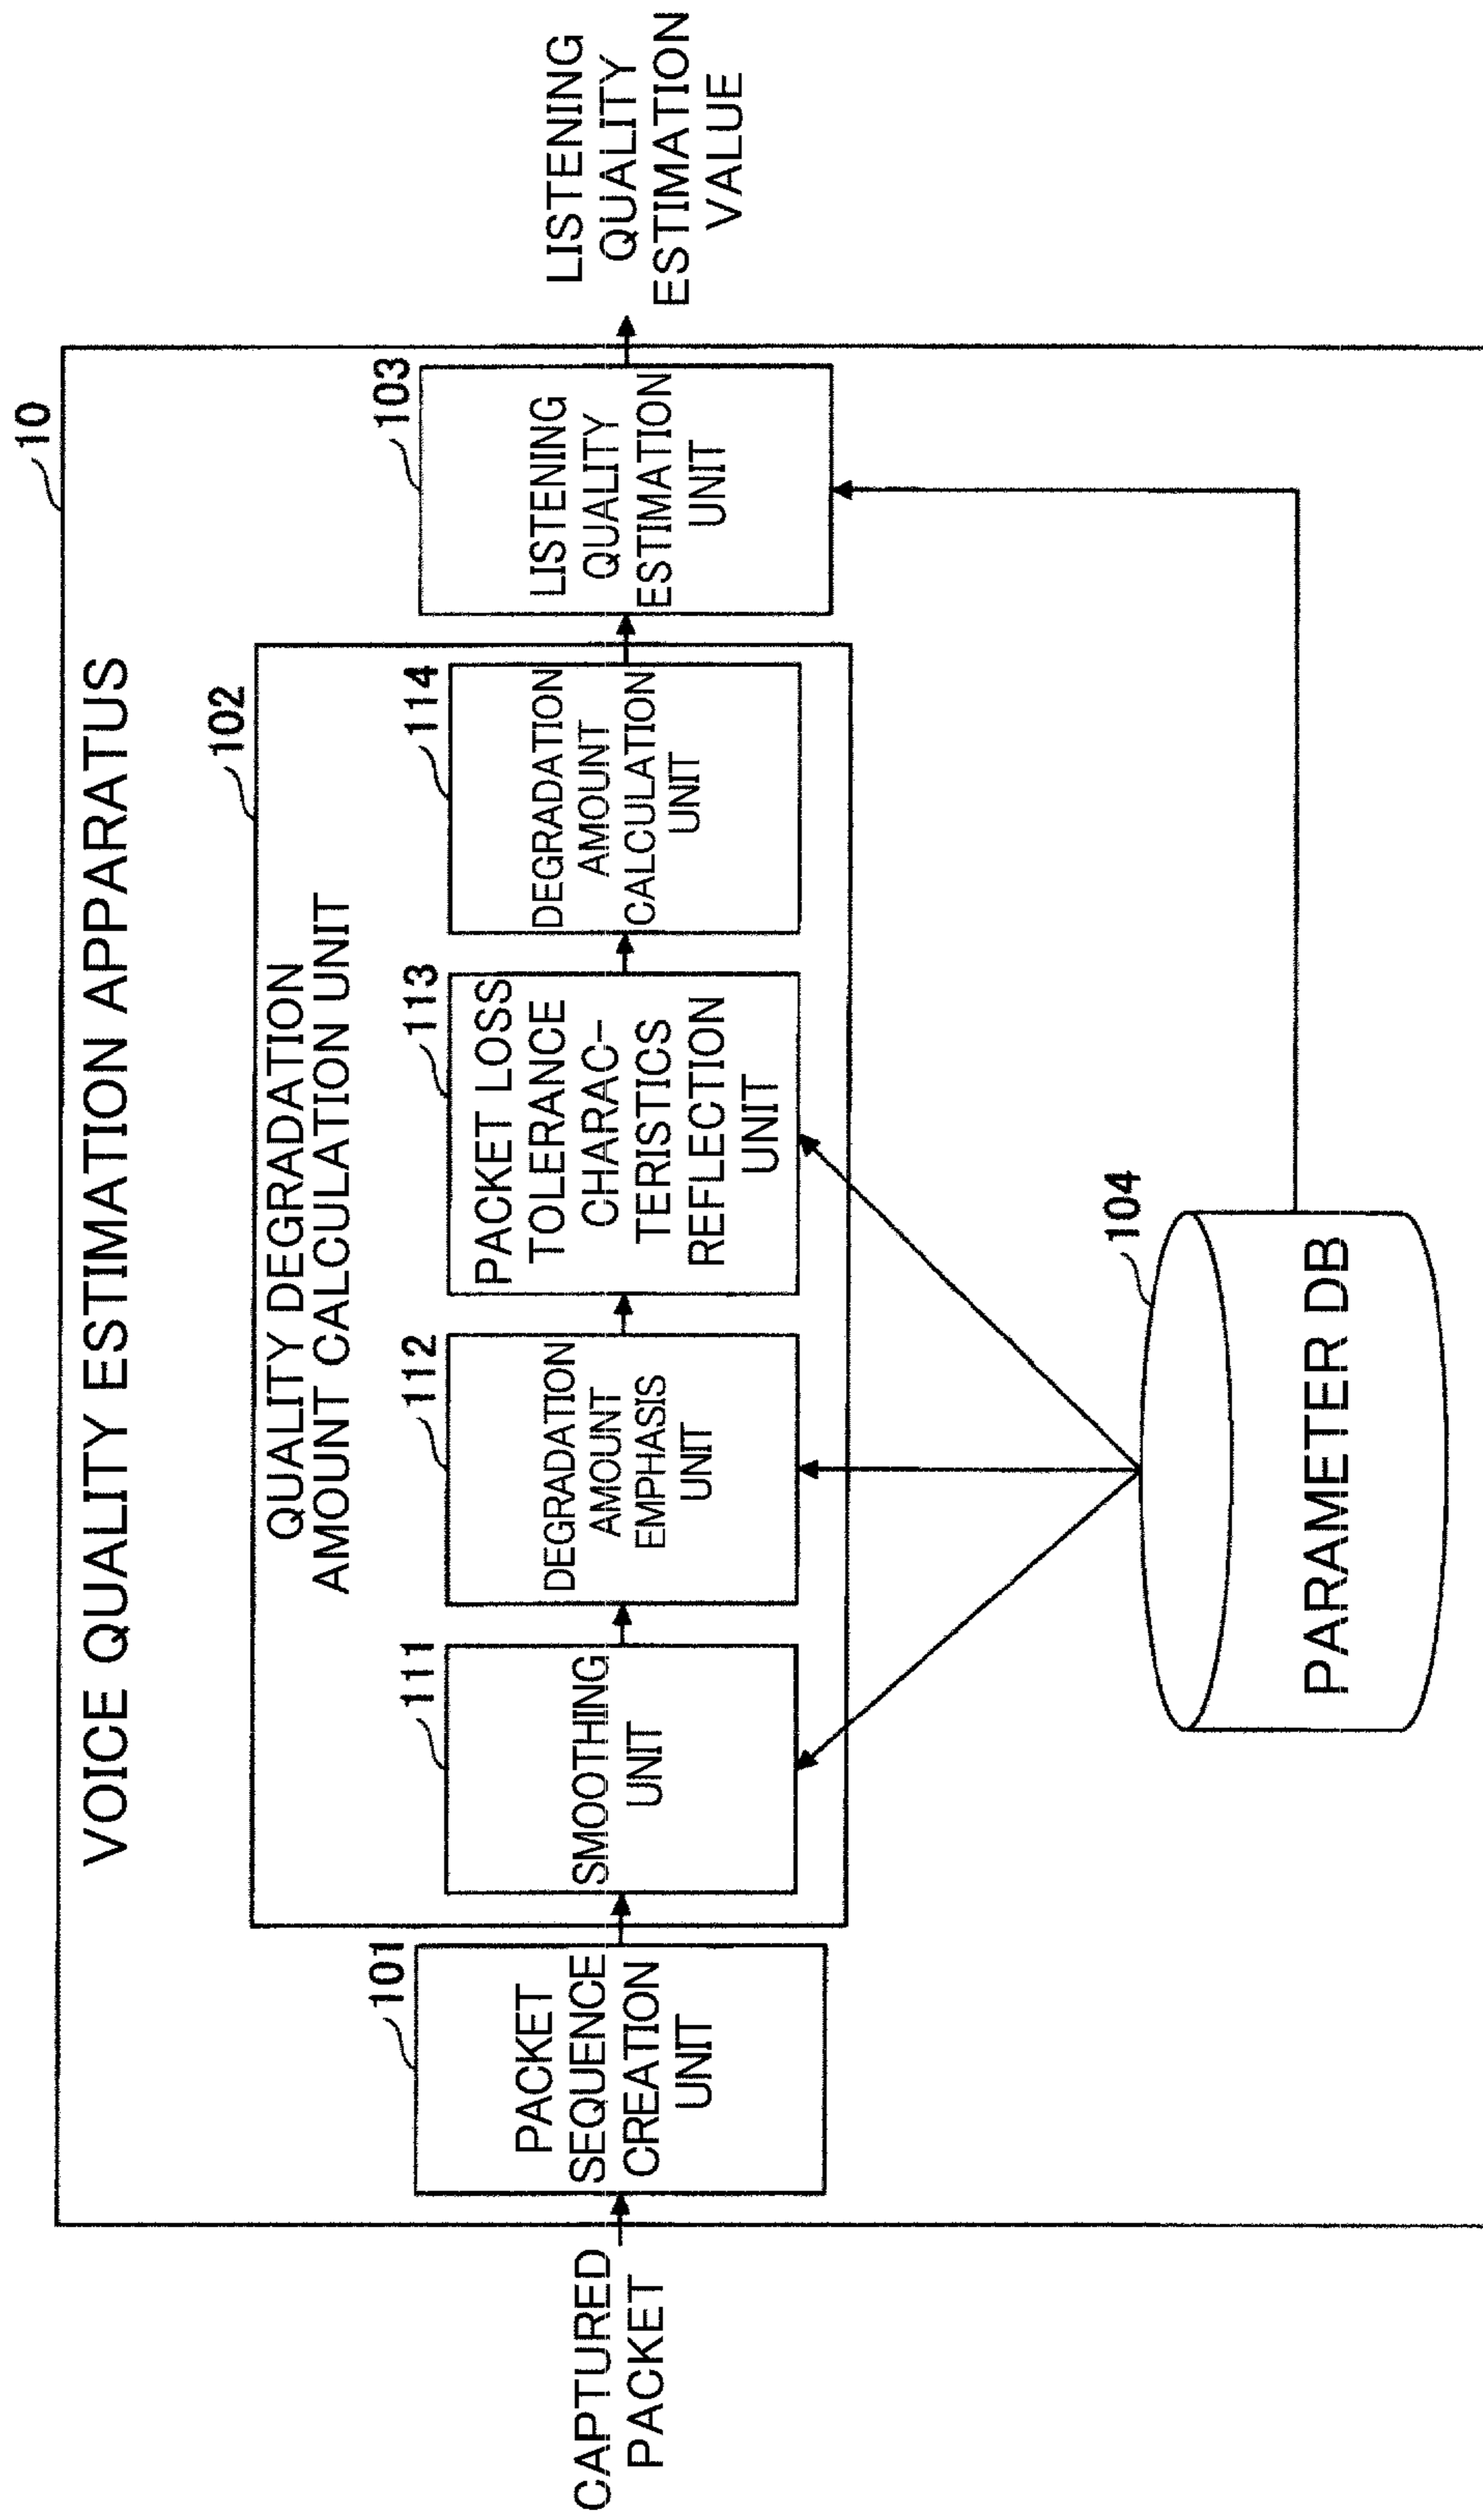 VOICE QUALITY ESTIMATION APPARATUS
10
QUALITY DEGRADATION
AMOUNT CALCULATION UNIT
102
CAPTURED
PACKET
101
PACKET
SEQUENCE
CREATION
UNIT
111
SMOOTHING
UNIT
112
DEGRADATION
AMOUNT
EMPHASIS
UNIT
113
PACKET LOSS
TOLERANCE
CHARAC-
TERISTICS
REFLECTION
UNIT
114
DEGRADATION
AMOUNT
CALCULATION
UNIT
103
LISTENING
QUALITY
ESTIMATION
UNIT
LISTENING
QUALITY
ESTIMATION
VALUE
104
PARAMETER DB